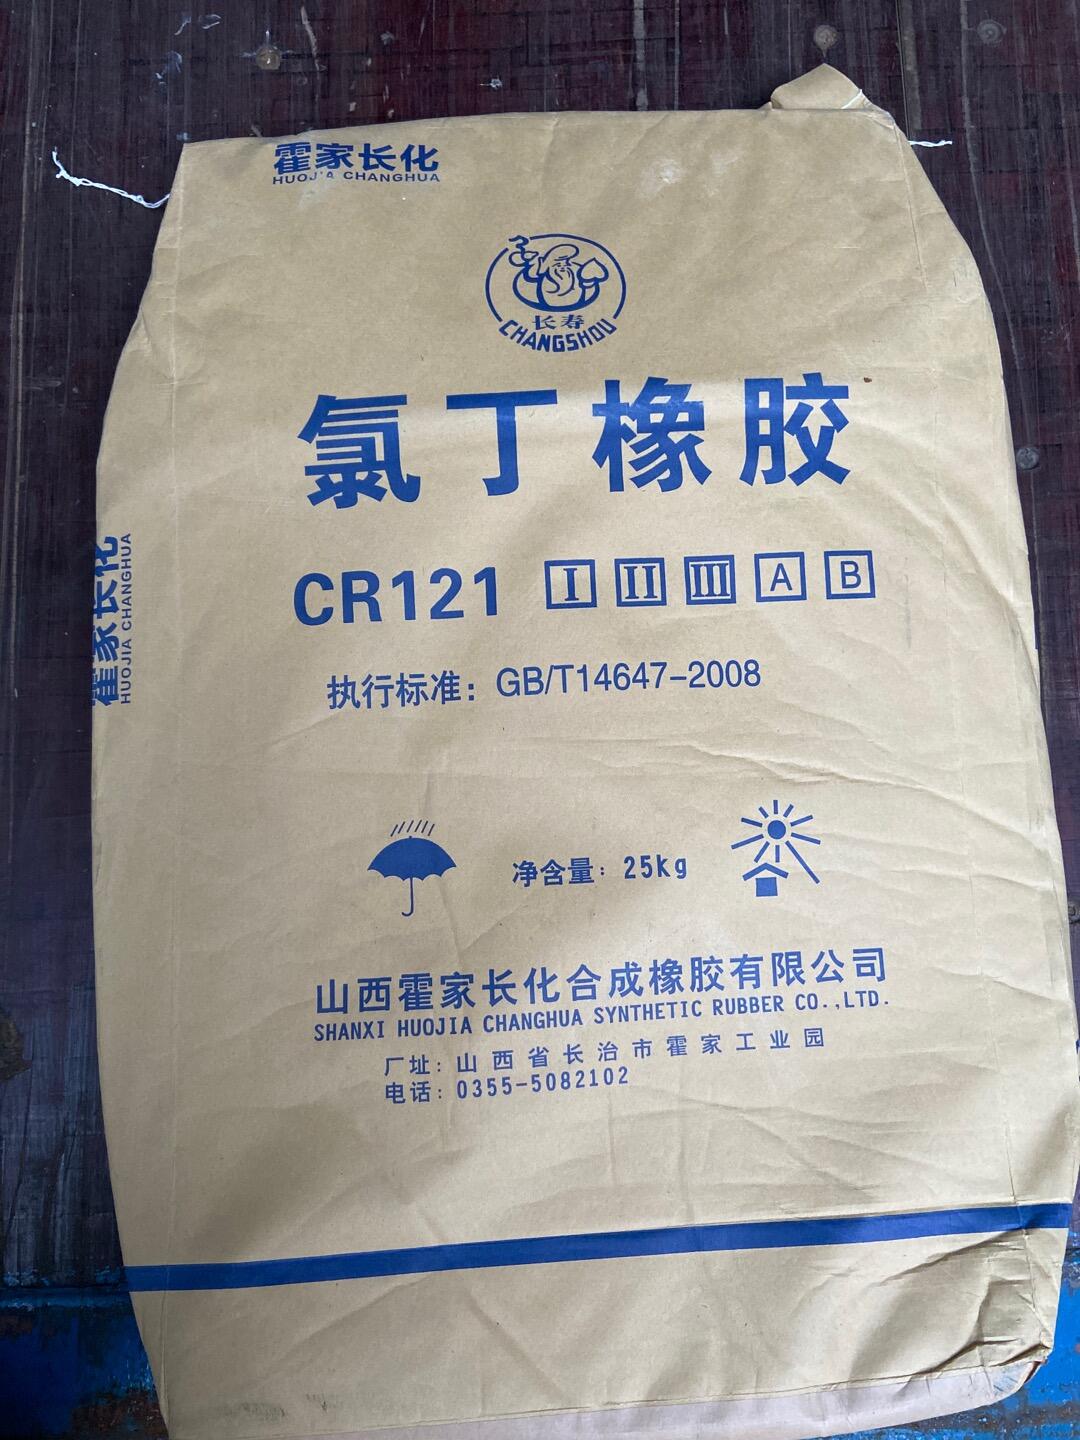 霍家长化
HUOJIA CHANGHUA
长寿
CHANGSHOU
氯丁橡胶
CR121 I II III A B
执行标准：GB/T14647-2008
净含量：25kg
山西霍家长化合成橡胶有限公司
SHANXI HUOJIA CHANGHUA SYNTHETIC RUBBER CO.,LTD.
厂址：山西省长治市霍家工业园
电话：0355-5082102
霍家长化
HUOJIA CHANGHUA